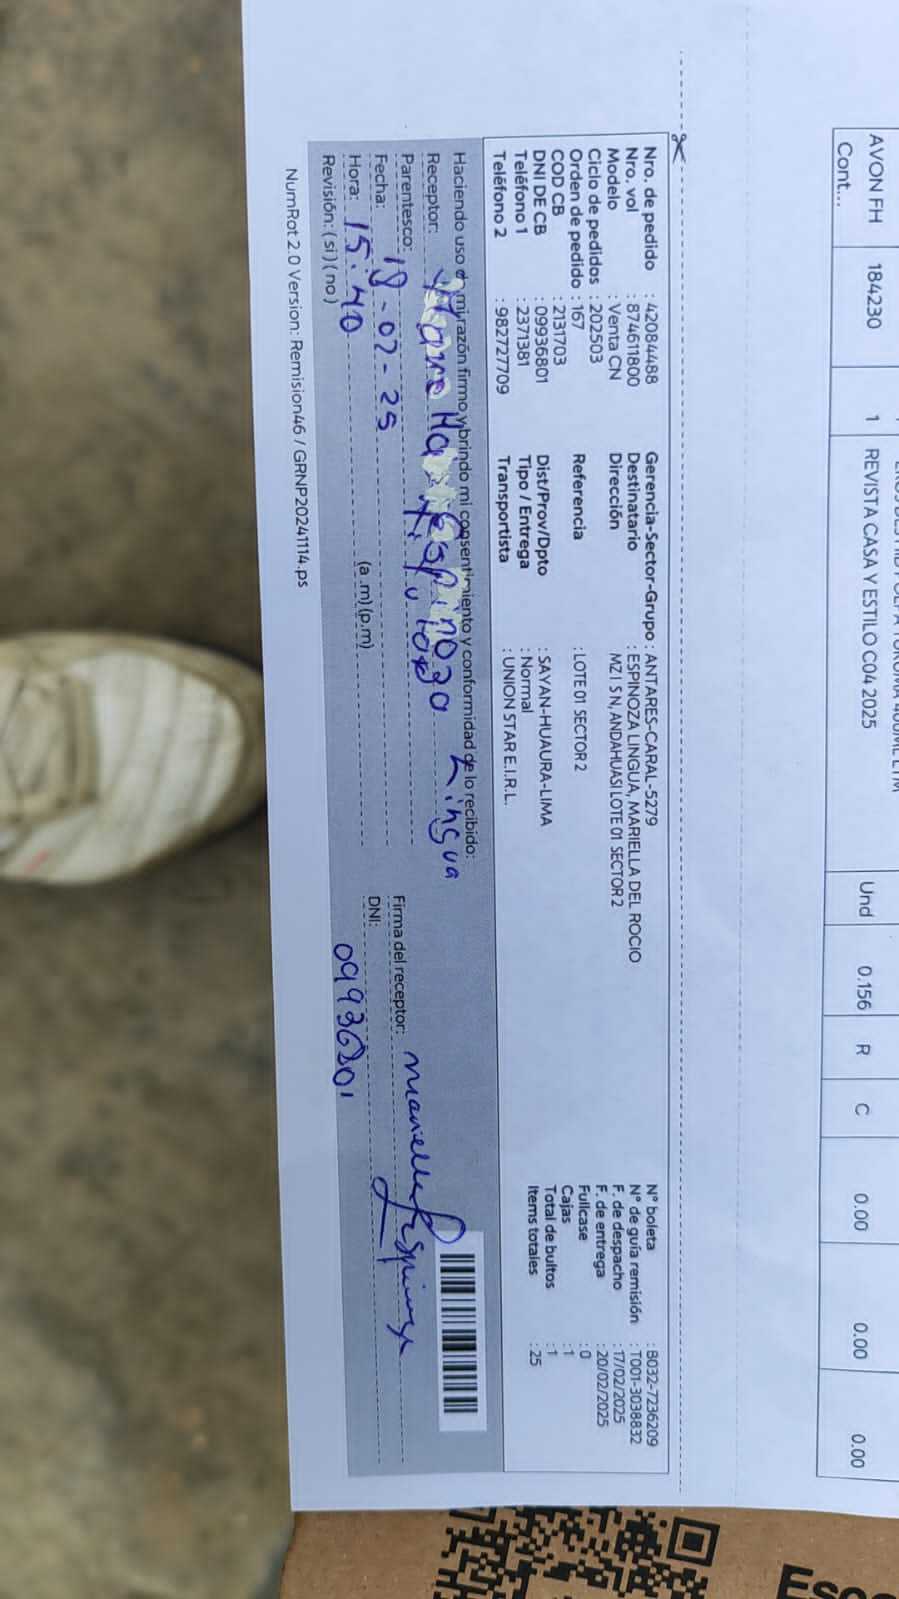 AVON FH 184230 1 REVISTA CASA Y ESTILO C04 2025 Und 0.156 R C 0.00 0.00 0.00
Cont...
Nro. de pedido : 42084488 Gerencia-Sector-Grupo : ANTARES-CARAL-5279 N° boleta : B032-7236209
Nro. vol : 874611800 Destinatario : ESPINOZA LINGUA, MARIELLA DEL ROCIO N° de guía remisión : T001-3038832
Modelo : Venta CN Dirección MZ I S N, ANDAHUASI LOTE 01 SECTOR 2 F. de despacho : 17/02/2025
Ciclo de pedidos : 202503 F. de entrega : 20/02/2025
Orden de pedido : 167 Referencia : LOTE 01 SECTOR 2 Fullcase : 0
COD CB : 2131703 Cajas : 1
DNI DE CB : 09936801 Dist/Prov/Dpto : SAYAN-HUAURA-LIMA Total de bultos : 1
Teléfono 1 : 2371381 Tipo / Entrega : Normal Items totales : 25
Teléfono 2 : 982727709 Transportista : UNION STAR E.I.R.L.
Haciendo uso de mi razón firmo y brindo mi consentimiento y conformidad de lo recibido:
Receptor: Espinoza Lingua
Parentesco: Firma del receptor: Mariella Espinoza
Fecha: 18-02-25 DNI: 09936801
Hora: 15:40 (a.m) (p.m)
Revisión: ( si ) ( no )
NumRot 2.0 Version: Remision46 / GRNP20241114.ps
Esco